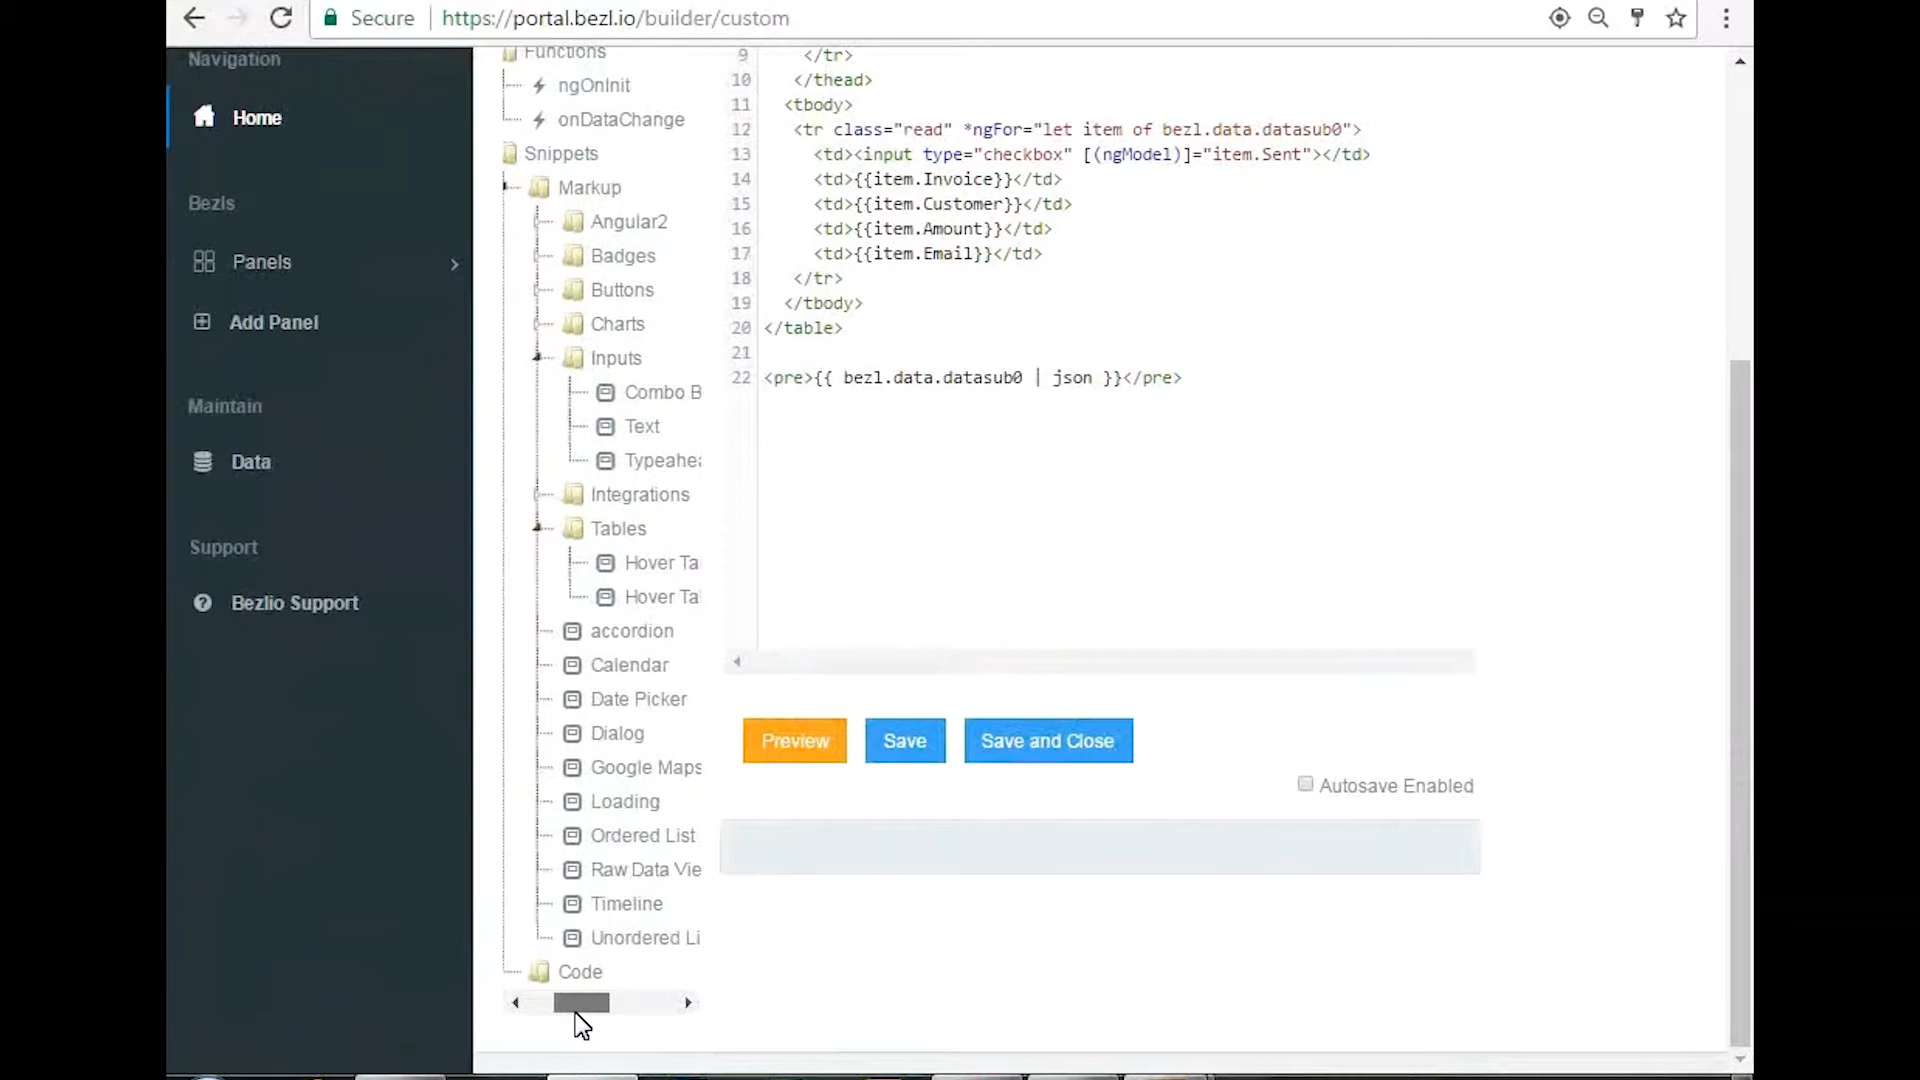 Secure https://portal.bezl.io/builder/custom
Navigation
Home
Bezls
Panels
Add Panel
Maintain
Data
Support
Bezlio Support
Functions
ngOnInit
onDataChange
Snippets
Markup
Angular2
Badges
Buttons
Charts
Inputs
Combo B
Text
Typeahea
Integrations
Tables
Hover Ta
Hover Tal
accordion
Calendar
Date Picker
Dialog
Google Maps
Loading
Ordered List
Raw Data Vie
Timeline
Unordered Li
Code
9 </tr>
10 </thead>
11 <tbody>
12 <tr class="read" *ngFor="let item of bezl.data.datasub0">
13 <td><input type="checkbox" [(ngModel)]="item.Sent"></td>
14 <td>{{item.Invoice}}</td>
15 <td>{{item.Customer}}</td>
16 <td>{{item.Amount}}</td>
17 <td>{{item.Email}}</td>
18 </tr>
19 </tbody>
20 </table>
21
22 <pre>{{ bezl.data.datasub0 | json }}</pre>
Preview Save Save and Close
Autosave Enabled